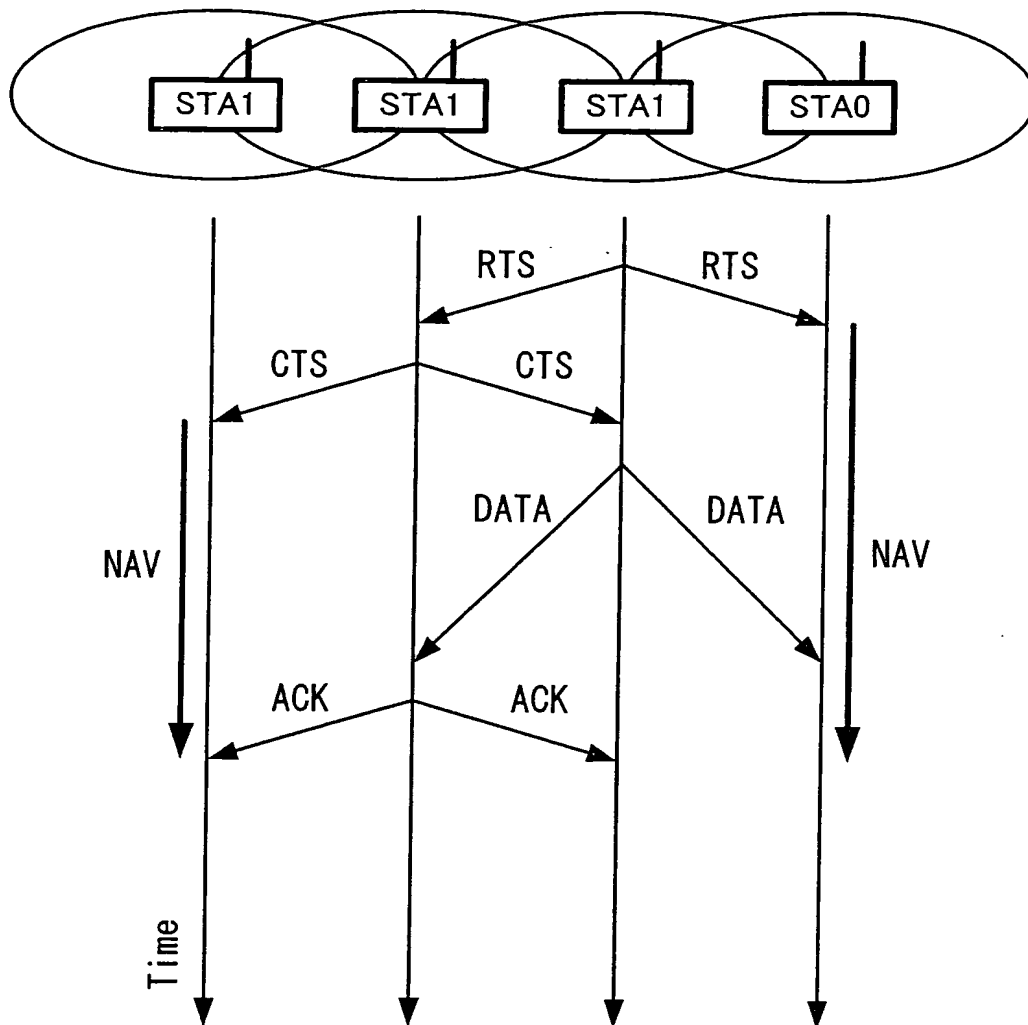 STA1 STA1 STA1 STA0
RTS RTS
CTS CTS
DATA DATA
NAV NAV
ACK ACK
Time